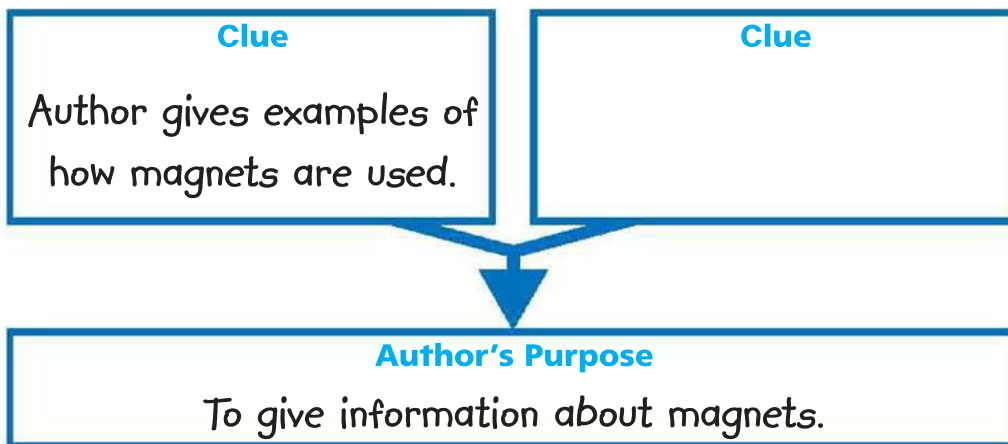 Clue
Author gives examples of
how magnets are used.
Clue
Author's Purpose
To give information about magnets.